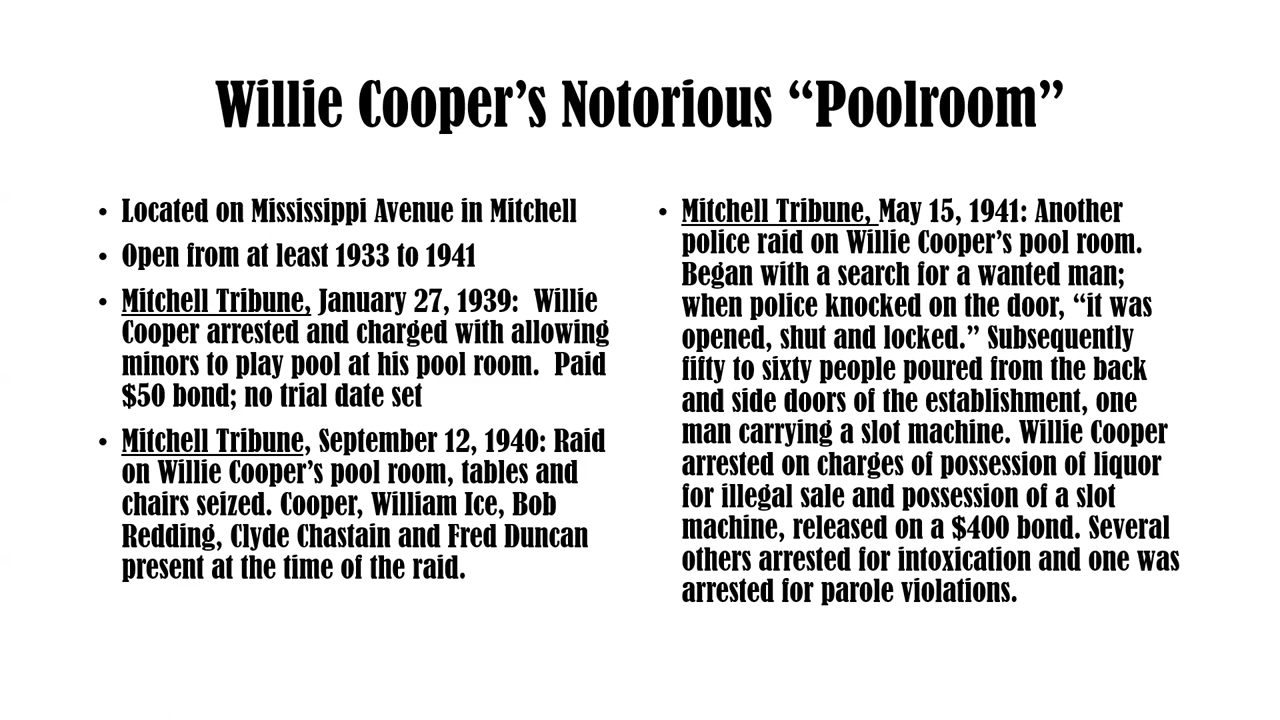 Willie Cooper’s Notorious “Poolroom”
• Located on Mississippi Avenue in Mitchell
• Open from at least 1933 to 1941
• Mitchell Tribune, January 27, 1939:  Willie
Cooper arrested and charged with allowing
minors to play pool at his pool room.  Paid
$50 bond; no trial date set
• Mitchell Tribune, September 12, 1940: Raid
on Willie Cooper’s pool room, tables and
chairs seized. Cooper, William Ice, Bob
Redding, Clyde Chastain and Fred Duncan
present at the time of the raid.
• Mitchell Tribune, May 15, 1941: Another
police raid on Willie Cooper’s pool room.
Began with a search for a wanted man;
when police knocked on the door, “it was
opened, shut and locked.” Subsequently
fifty to sixty people poured from the back
and side doors of the establishment, one
man carrying a slot machine. Willie Cooper
arrested on charges of possession of liquor
for illegal sale and possession of a slot
machine, released on a $400 bond. Several
others arrested for intoxication and one was
arrested for parole violations.